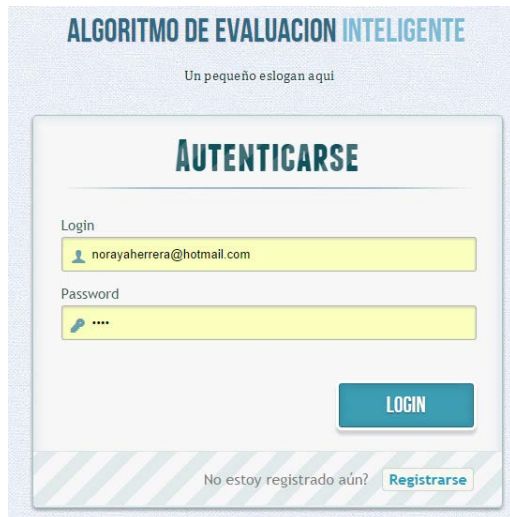 ALGORITMO DE EVALUACION INTELIGENTE
Un pequeño eslogan aqui
AUTENTICARSE
Login
norayaherrera@hotmail.com
Password
••••
LOGIN
No estoy registrado aún? Registrarse